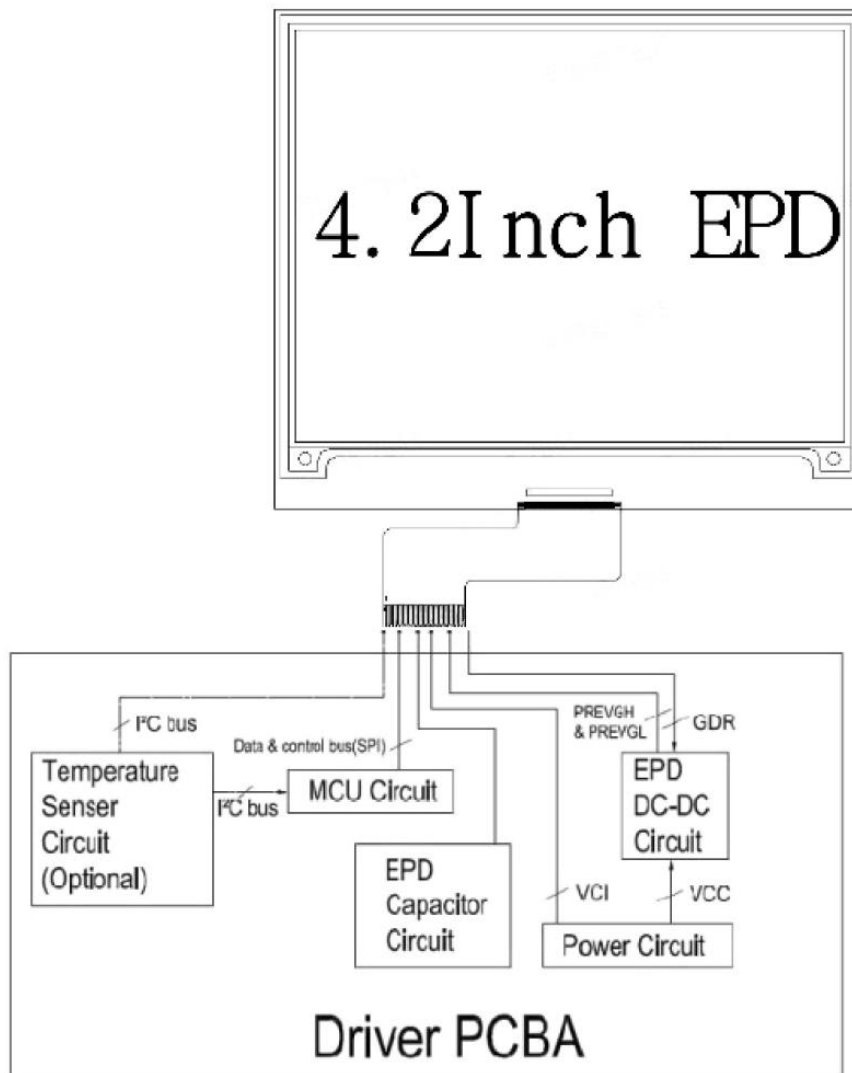 4. 2Inch EPD
I²C bus
Data & control bus(SPI)
PREVGH
& PREVGL
GDR
Temperature
Senser
Circuit
(Optional)
I²C bus
MCU Circuit
EPD
DC-DC
Circuit
EPD
Capacitor
Circuit
VCI
VCC
Power Circuit
Driver PCBA